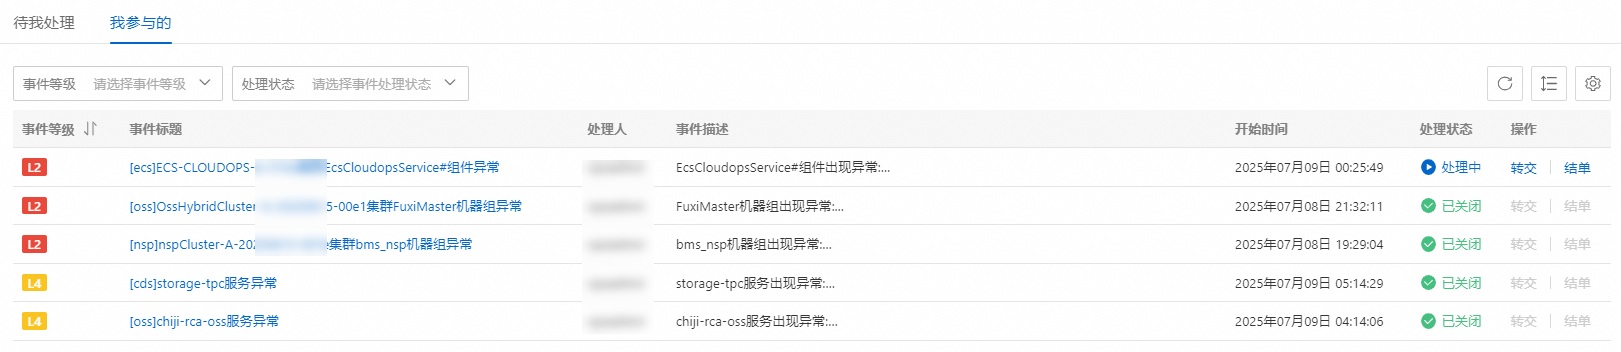 待我处理 我参与的
事件等级 请选择事件等级 处理状态 请选择事件处理状态
事件等级 事件标题 处理人 事件描述 开始时间 处理状态 操作
L2 [ecs]ECS-CLOUDOPS- EcsCloudopsService#组件异常 EcsCloudopsService#组件出现异常:... 2025年07月09日 00:25:49 处理中 转交 结单
L2 [oss]OssHybridCluster 5-00e1集群FuxiMaster机器组异常 FuxiMaster机器组出现异常:... 2025年07月08日 21:32:11 已关闭 转交 结单
L2 [nsp]nspCluster-A-20 集群bms_nsp机器组异常 bms_nsp机器组出现异常:... 2025年07月08日 19:29:04 已关闭 转交 结单
L4 [cds]storage-tpc服务异常 storage-tpc服务出现异常:... 2025年07月09日 05:14:29 已关闭 转交 结单
L4 [oss]chiji-rca-oss服务异常 chiji-rca-oss服务出现异常:... 2025年07月09日 04:14:06 已关闭 转交 结单